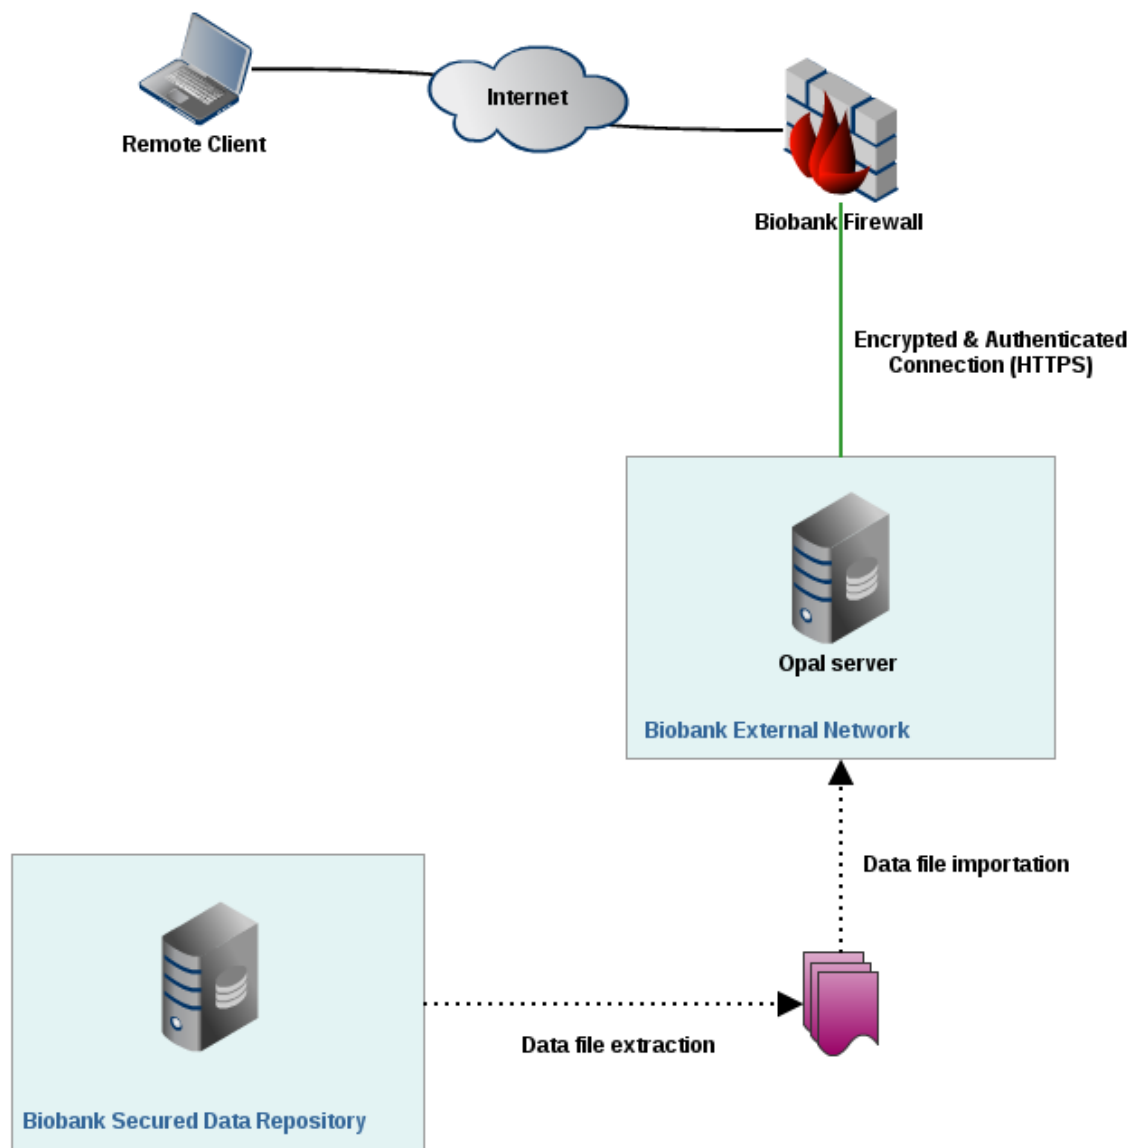 Internet
Remote Client
Biobank Firewall
Encrypted & Authenticated
Connection (HTTPS)
Opal server
Biobank External Network
Data file importation
Data file extraction
Biobank Secured Data Repository